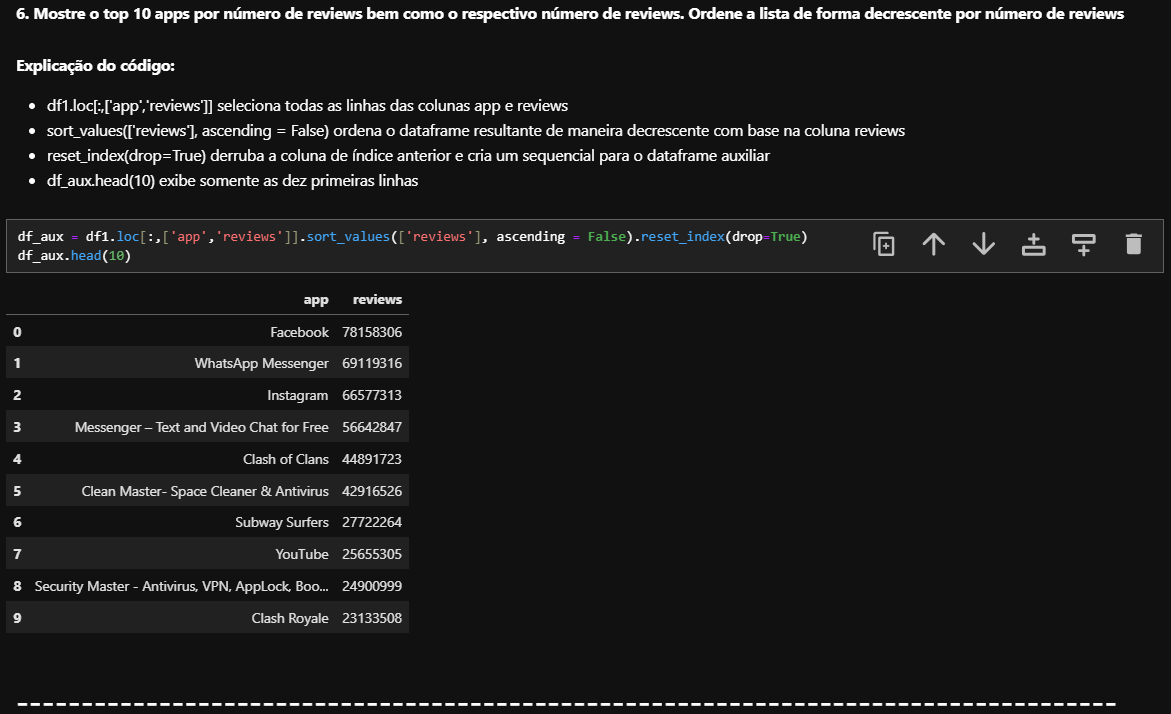 6. Mostre o top 10 apps por número de reviews bem como o respectivo número de reviews. Ordene a lista de forma decrescente por número de reviews
Explicação do código:
• df1.loc[:,['app','reviews']] seleciona todas as linhas das colunas app e reviews
• sort_values(['reviews'], ascending = False) ordena o dataframe resultante de maneira decrescente com base na coluna reviews
• reset_index(drop=True) derruba a coluna de índice anterior e cria um sequencial para o dataframe auxiliar
• df_aux.head(10) exibe somente as dez primeiras linhas
df_aux = df1.loc[:,['app','reviews']].sort_values(['reviews'], ascending = False).reset_index(drop=True)
df_aux.head(10)
app reviews
0 Facebook 78158306
1 WhatsApp Messenger 69119316
2 Instagram 66577313
3 Messenger – Text and Video Chat for Free 56642847
4 Clash of Clans 44891723
5 Clean Master- Space Cleaner & Antivirus 42916526
6 Subway Surfers 27722264
7 YouTube 25655305
8 Security Master - Antivirus, VPN, AppLock, Boo... 24900999
9 Clash Royale 23133508